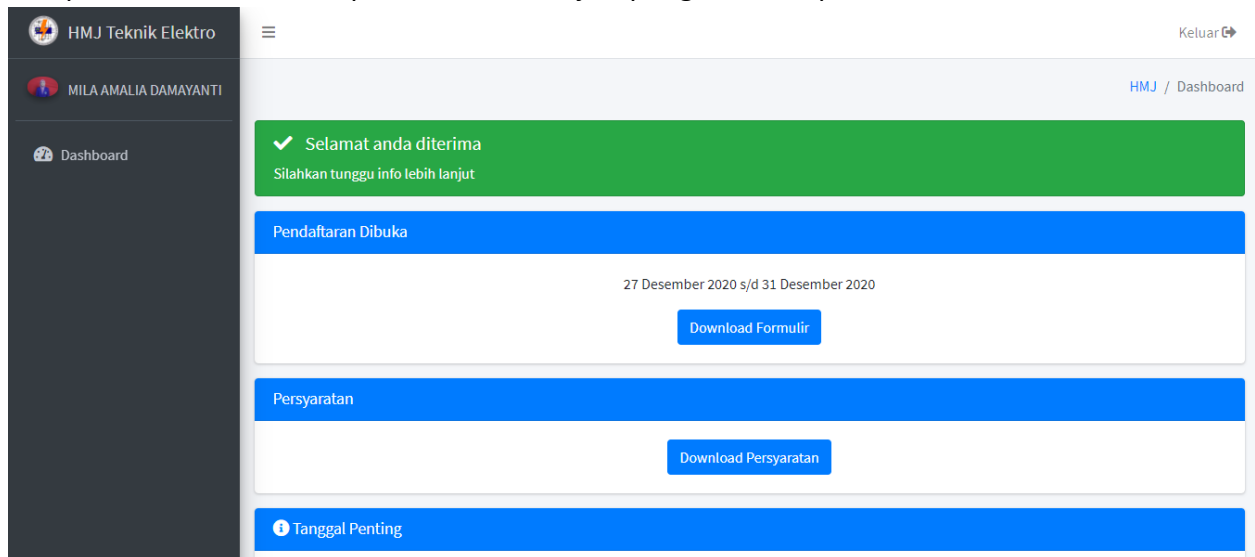 HMJ Teknik Elektro
Keluar
MILA AMALIA DAMAYANTI
HMJ / Dashboard
Dashboard
Selamat anda diterima
Silahkan tunggu info lebih lanjut
Pendaftaran Dibuka
27 Desember 2020 s/d 31 Desember 2020
Download Formulir
Persyaratan
Download Persyaratan
Tanggal Penting